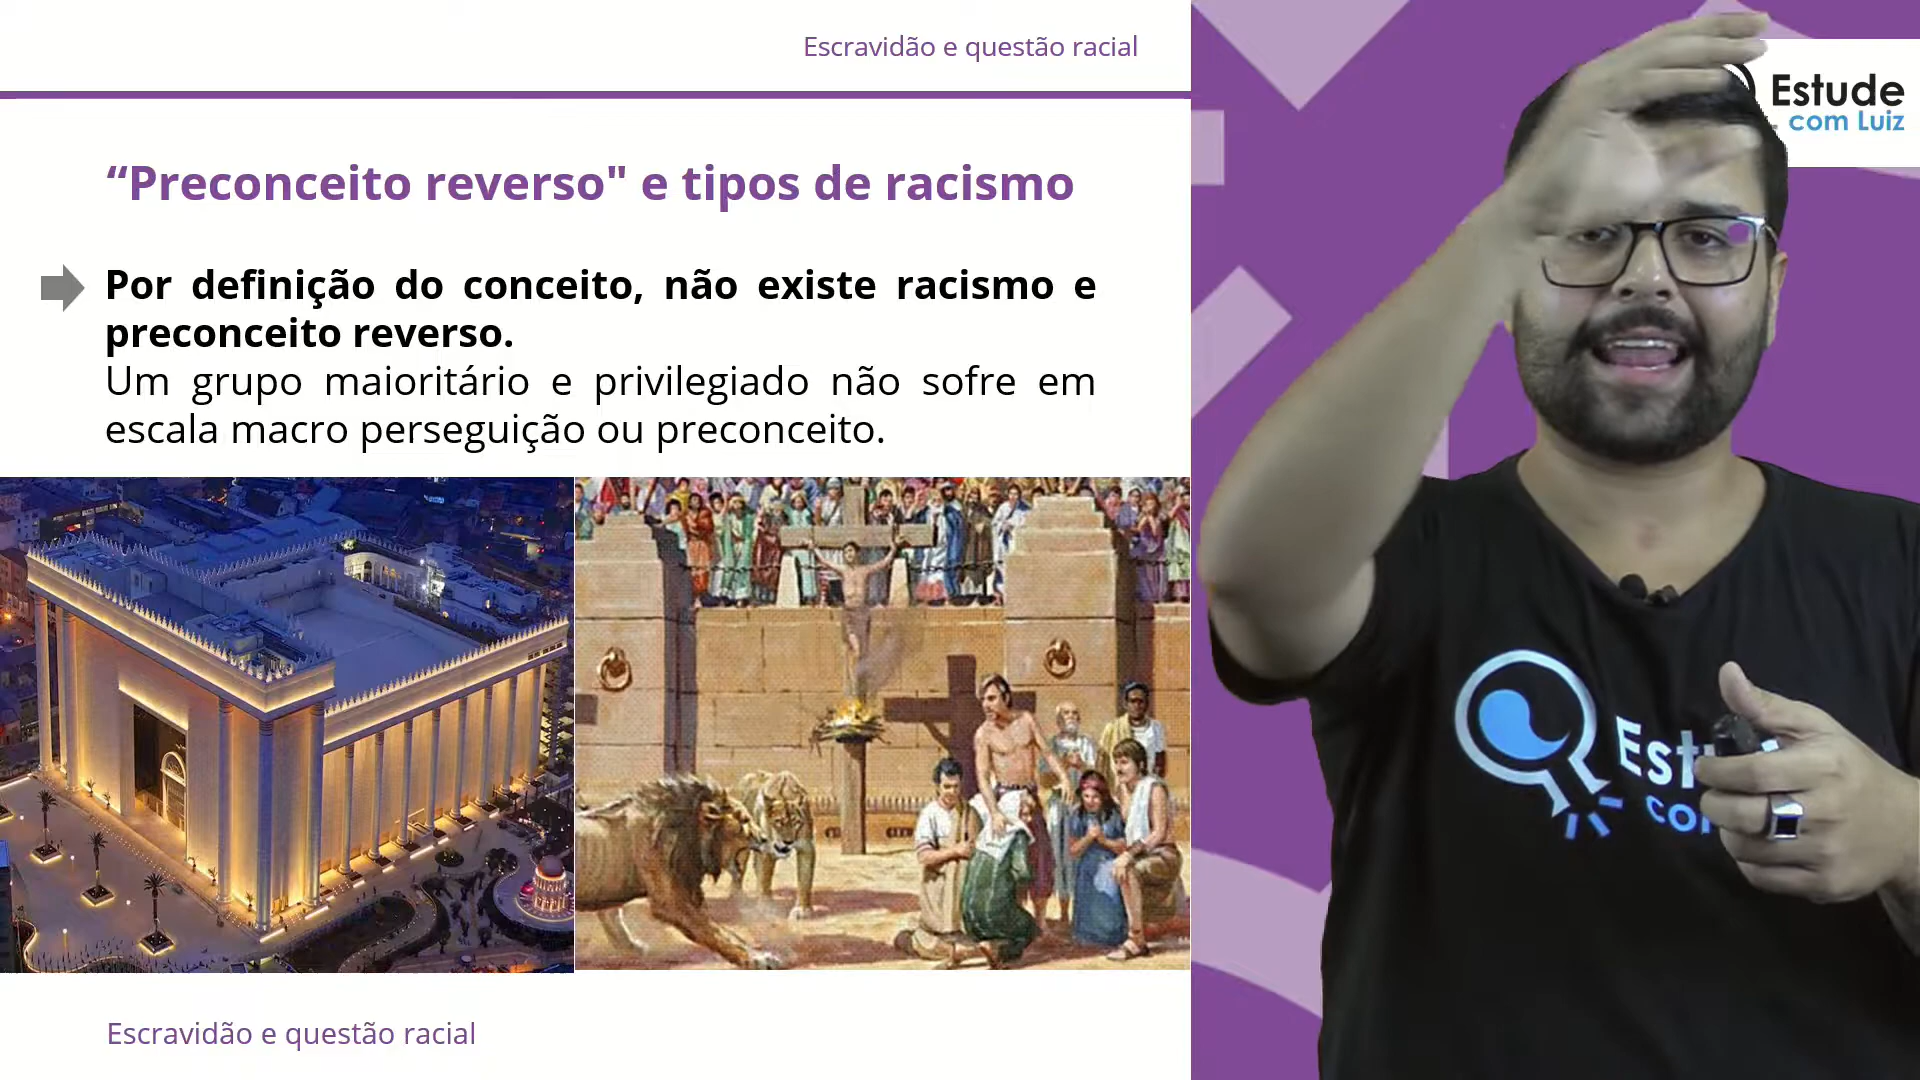 Escravidão e questão racial
“Preconceito reverso" e tipos de racismo
Por definição do conceito, não existe racismo e
preconceito reverso.
Um grupo maioritário e privilegiado não sofre em
escala macro perseguição ou preconceito.
Escravidão e questão racial
Estude
com Luiz